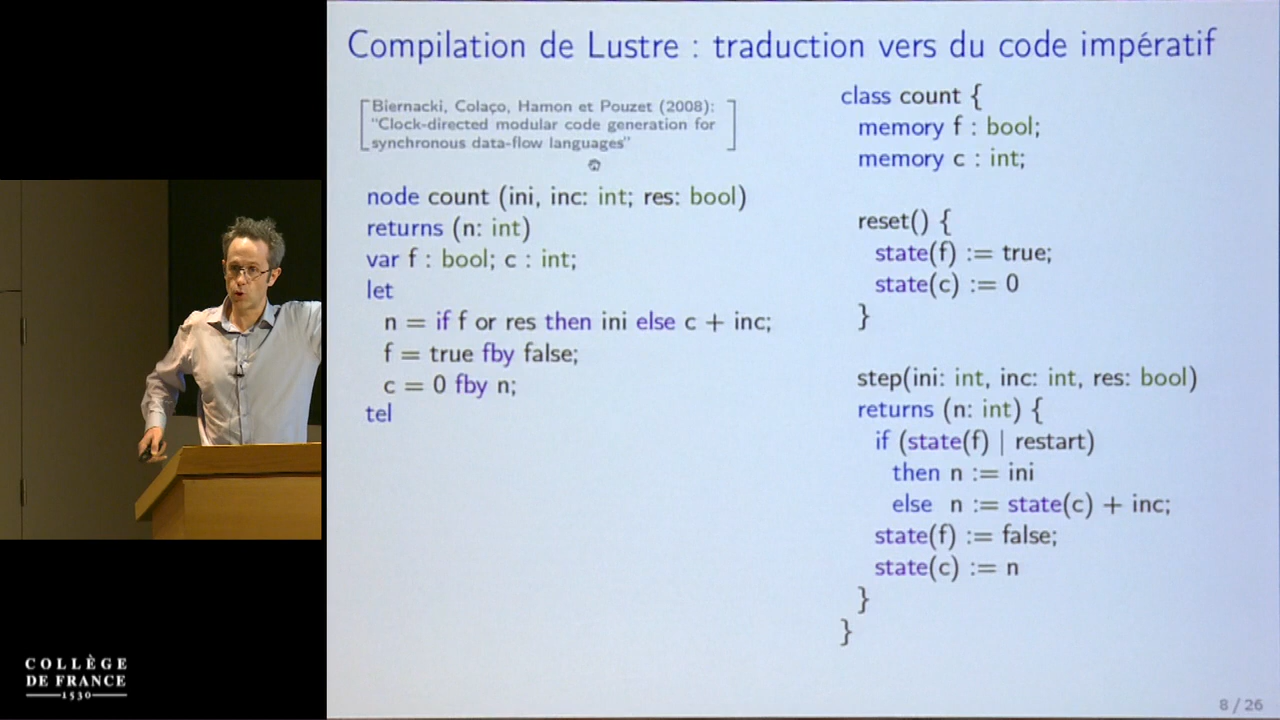 Compilation de Lustre : traduction vers du code impératif
Biernacki, Colaço, Hamon et Pouzet (2008):
"Clock-directed modular code generation for
synchronous data-flow languages"
node count (ini, inc: int; res: bool)
returns (n: int)
var f : bool; c : int;
let
n = if f or res then ini else c + inc;
f = true fby false;
c = 0 fby n;
tel
class count {
memory f : bool;
memory c : int;
reset() {
state(f) := true;
state(c) := 0
}
step(ini: int, inc: int, res: bool)
returns (n: int) {
if (state(f) | restart)
then n := ini
else n := state(c) + inc;
state(f) := false;
state(c) := n
}
}
8 / 26
COLLÈGE
DE FRANCE
1530